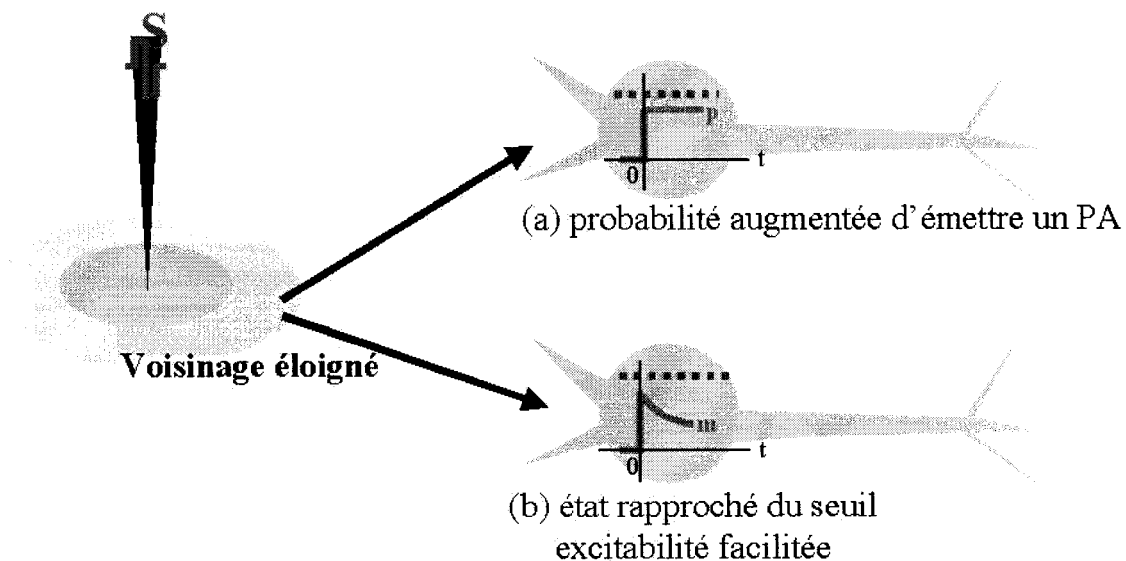 S
p
t
0
(a) probabilité augmentée d'émettre un PA
Voisinage éloigné
m
t
0
(b) état rapproché du seuil
excitabilité facilitée